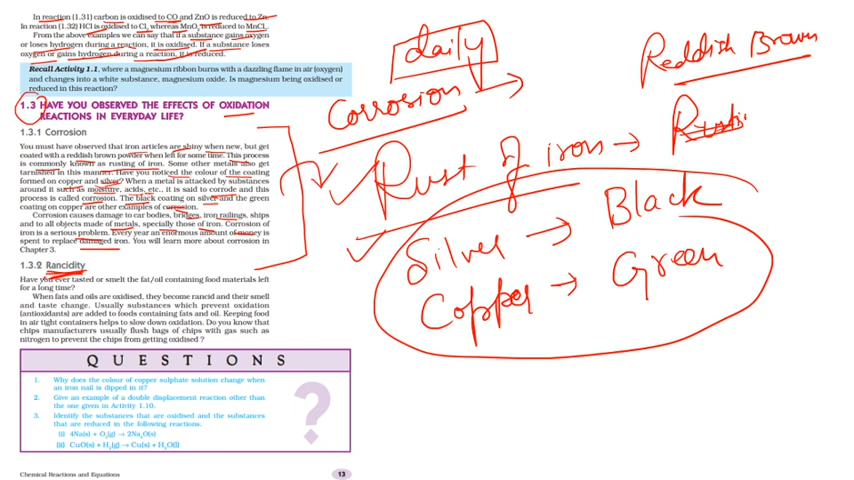 In reaction (1.31) carbon is oxidised to CO and ZnO is reduced to Zn.
In reaction (1.32) HCl is oxidised to Cl₂ whereas MnO₂ is reduced to MnCl₂.
From the above examples we can say that if a substance gains oxygen
or loses hydrogen during a reaction, it is oxidised. If a substance loses
oxygen or gains hydrogen during a reaction, it is reduced.
Recall Activity 1.1, where a magnesium ribbon burns with a dazzling flame in air (oxygen)
and changes into a white substance, magnesium oxide. Is magnesium being oxidised or
reduced in this reaction?
1.3 HAVE YOU OBSERVED THE EFFECTS OF OXIDATION
REACTIONS IN EVERYDAY LIFE?
1.3.1 Corrosion
You must have observed that iron articles are shiny when new, but get
coated with a reddish brown powder when left for some time. This process
is commonly known as rusting of iron. Some other metals also get
tarnished in this manner. Have you noticed the colour of the coating
formed on copper and silver? When a metal is attacked by substances
around it such as moisture, acids, etc., it is said to corrode and this
process is called corrosion. The black coating on silver and the green
coating on copper are other examples of corrosion.
Corrosion causes damage to car bodies, bridges, iron railings, ships
and to all objects made of metals, specially those of iron. Corrosion of
iron is a serious problem. Every year an enormous amount of money is
spent to replace damaged iron. You will learn more about corrosion in
Chapter 3.
1.3.2 Rancidity
Have you ever tasted or smelt the fat/oil containing food materials left
for a long time?
When fats and oils are oxidised, they become rancid and their smell
and taste change. Usually substances which prevent oxidation
(antioxidants) are added to foods containing fats and oil. Keeping food
in air tight containers helps to slow down oxidation. Do you know that
chips manufacturers usually flush bags of chips with gas such as
nitrogen to prevent the chips from getting oxidised ?
QUESTIONS
1. Why does the colour of copper sulphate solution change when
an iron nail is dipped in it?
2. Give an example of a double displacement reaction other than
the one given in Activity 1.10.
3. Identify the substances that are oxidised and the substances
that are reduced in the following reactions.
(i) 4Na(s) + O₂(g) → 2Na₂O(s)
(ii) CuO(s) + H₂(g) → Cu(s) + H₂O(l)
?
Chemical Reactions and Equations
13
daily
Corrosion →
Reddish Brown
Rust of iron →
Silver → Black
Copper → Green